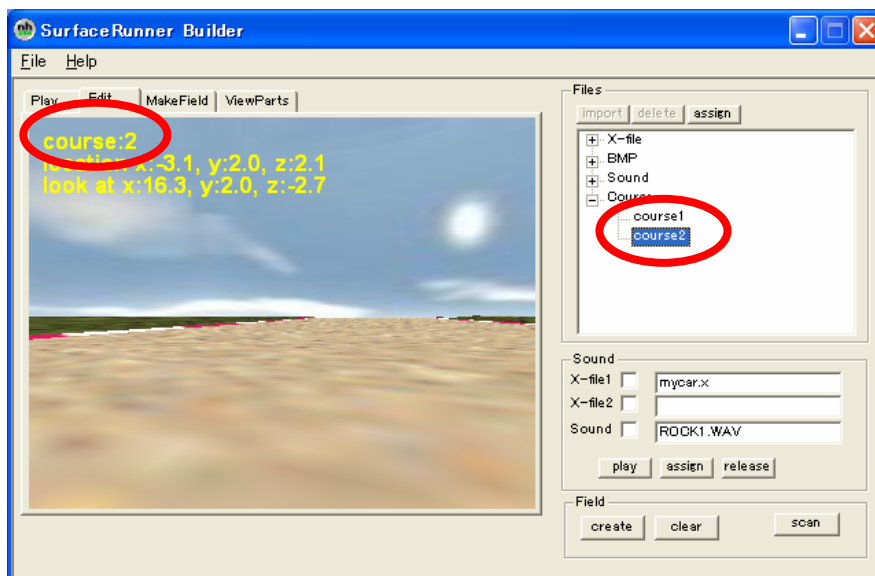 SurfaceRunner Builder
File Help
Play Edit MakeField ViewParts
course:2
location x:-3.1, y:2.0, z:2.1
look at x:16.3, y:2.0, z:-2.7
Files
import delete assign
X-file
BMP
Sound
Course
course1
course2
Sound
X-file1 mycar.x
X-file2
Sound ROCK1.WAV
play assign release
Field
create clear scan